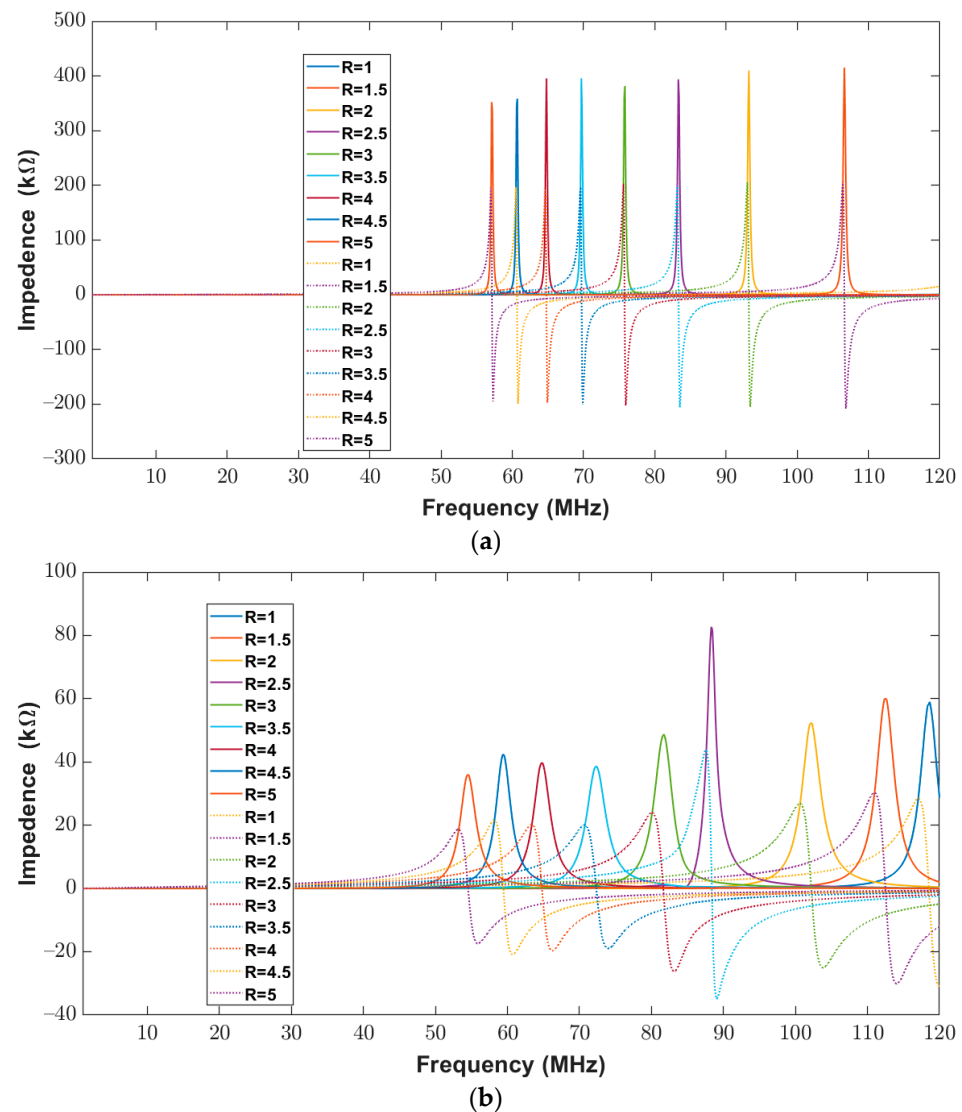 500
400
300
200
100
0
−100
−200
−300
Impedence (kΩ)
R=1
R=1.5
R=2
R=2.5
R=3
R=3.5
R=4
R=4.5
R=5
R=1
R=1.5
R=2
R=2.5
R=3
R=3.5
R=4
R=4.5
R=5
10 20 30 40 50 60 70 80 90 100 110 120
Frequency (MHz)
(a)
100
80
60
40
20
0
−20
−40
Impedence (kΩ)
R=1
R=1.5
R=2
R=2.5
R=3
R=3.5
R=4
R=4.5
R=5
R=1
R=1.5
R=2
R=2.5
R=3
R=3.5
R=4
R=4.5
R=5
10 20 30 40 50 60 70 80 90 100 110 120
Frequency (MHz)
(b)